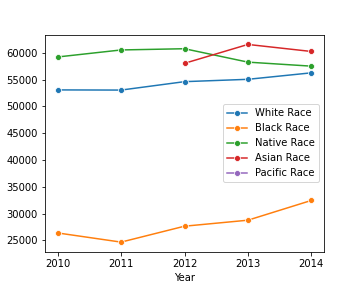 60000
55000
50000
45000
40000
35000
30000
25000
White Race
Black Race
Native Race
Asian Race
Pacific Race
2010 2011 2012 2013 2014
Year